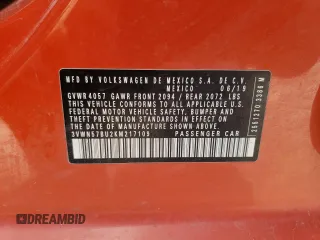 MFD BY VOLKSWAGEN DE MEXICO S.A. DE C.V.
MEXICO 06/19
GVWR 4057 GAWR FRONT 2094 / REAR 2072 LBS
THIS VEHICLE CONFORMS TO ALL APPLICABLE U.S.
FEDERAL MOTOR VEHICLE SAFETY, BUMPER AND
THEFT PREVENTION STANDARDS IN EFFECT ON THE
DATE OF MANUFACTURE SHOWN ABOVE.
3VWN57BU2KM217109 PASSENGER CAR
DREAMBID